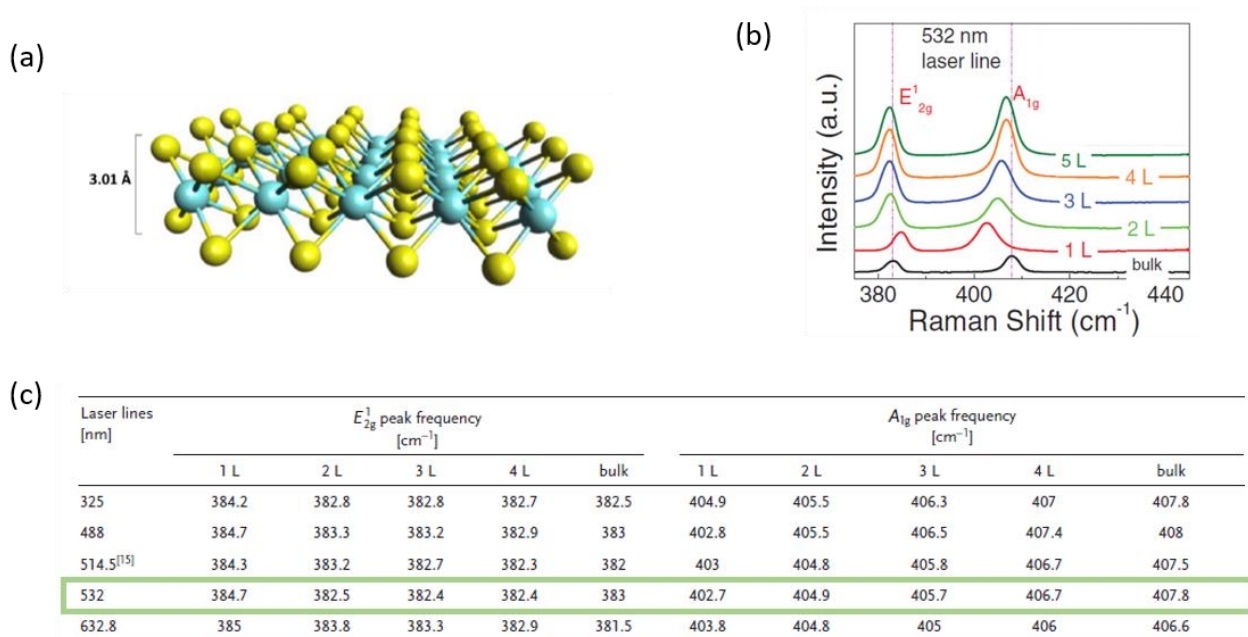 (a)
3.01 Å
(b)
532 nm
laser line
E¹₂g
A₁g
5 L
4 L
3 L
2 L
1 L
bulk
Intensity (a.u.)
380 400 420 440
Raman Shift (cm⁻¹)
(c)
Laser lines
[nm]
E¹₂g peak frequency
[cm⁻¹]
A₁g peak frequency
[cm⁻¹]
1 L 2 L 3 L 4 L bulk 1 L 2 L 3 L 4 L bulk
325 384.2 382.8 382.8 382.7 382.5 404.9 405.5 406.3 407 407.8
488 384.7 383.3 383.2 382.9 383 402.8 405.5 406.5 407.4 408
514.5[15] 384.3 383.2 382.7 382.3 382 403 404.8 405.8 406.7 407.5
532 384.7 382.5 382.4 382.4 383 402.7 404.9 405.7 406.7 407.8
632.8 385 383.8 383.3 382.9 381.5 403.8 404.8 405 406 406.6